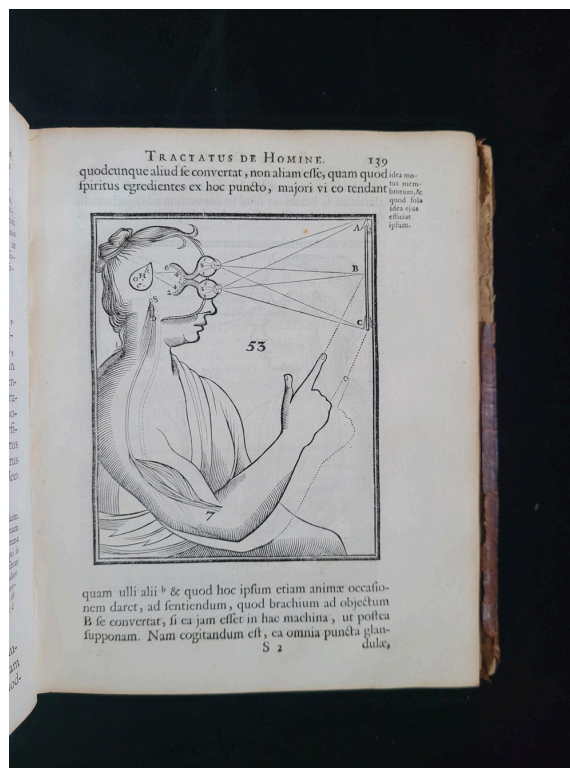 TRACTATUS DE HOMINE. 139
quodcunque aliud se convertat, non aliam esse, quam quod
spiritus egredientes ex hoc puncto, majori vi eo tendant
idea mo-
tus mem-
brorum, &
quod sola
idea ejus
efficiat
ipsum.
A
B
C
53
7
quam ulli alii b & quod hoc ipsum etiam animæ occasio-
nem daret, ad sentiendum, quod brachium ad objectum
B se convertat, si ea jam esset in hac machina, ut postea
supponam. Nam cogitandum est, ea omnia puncta glan-
S 2 dulæ,